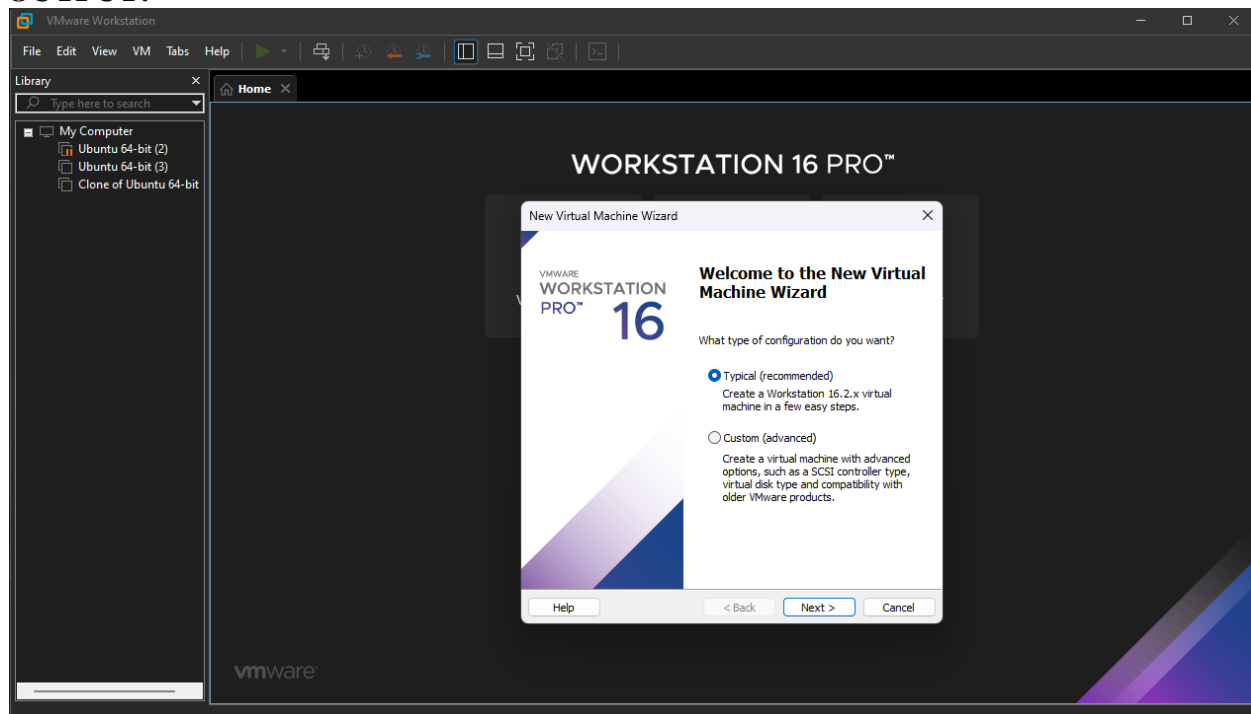 VMware Workstation
File Edit View VM Tabs Help
Library
Type here to search
Home
My Computer
Ubuntu 64-bit (2)
Ubuntu 64-bit (3)
Clone of Ubuntu 64-bit
WORKSTATION 16 PRO™
New Virtual Machine Wizard
VMWARE
WORKSTATION
PRO™ 16
Welcome to the New Virtual
Machine Wizard
What type of configuration do you want?
Typical (recommended)
Create a Workstation 16.2.x virtual
machine in a few easy steps.
Custom (advanced)
Create a virtual machine with advanced
options, such as a SCSI controller type,
virtual disk type and compatibility with
older VMware products.
Help < Back Next > Cancel
vmware